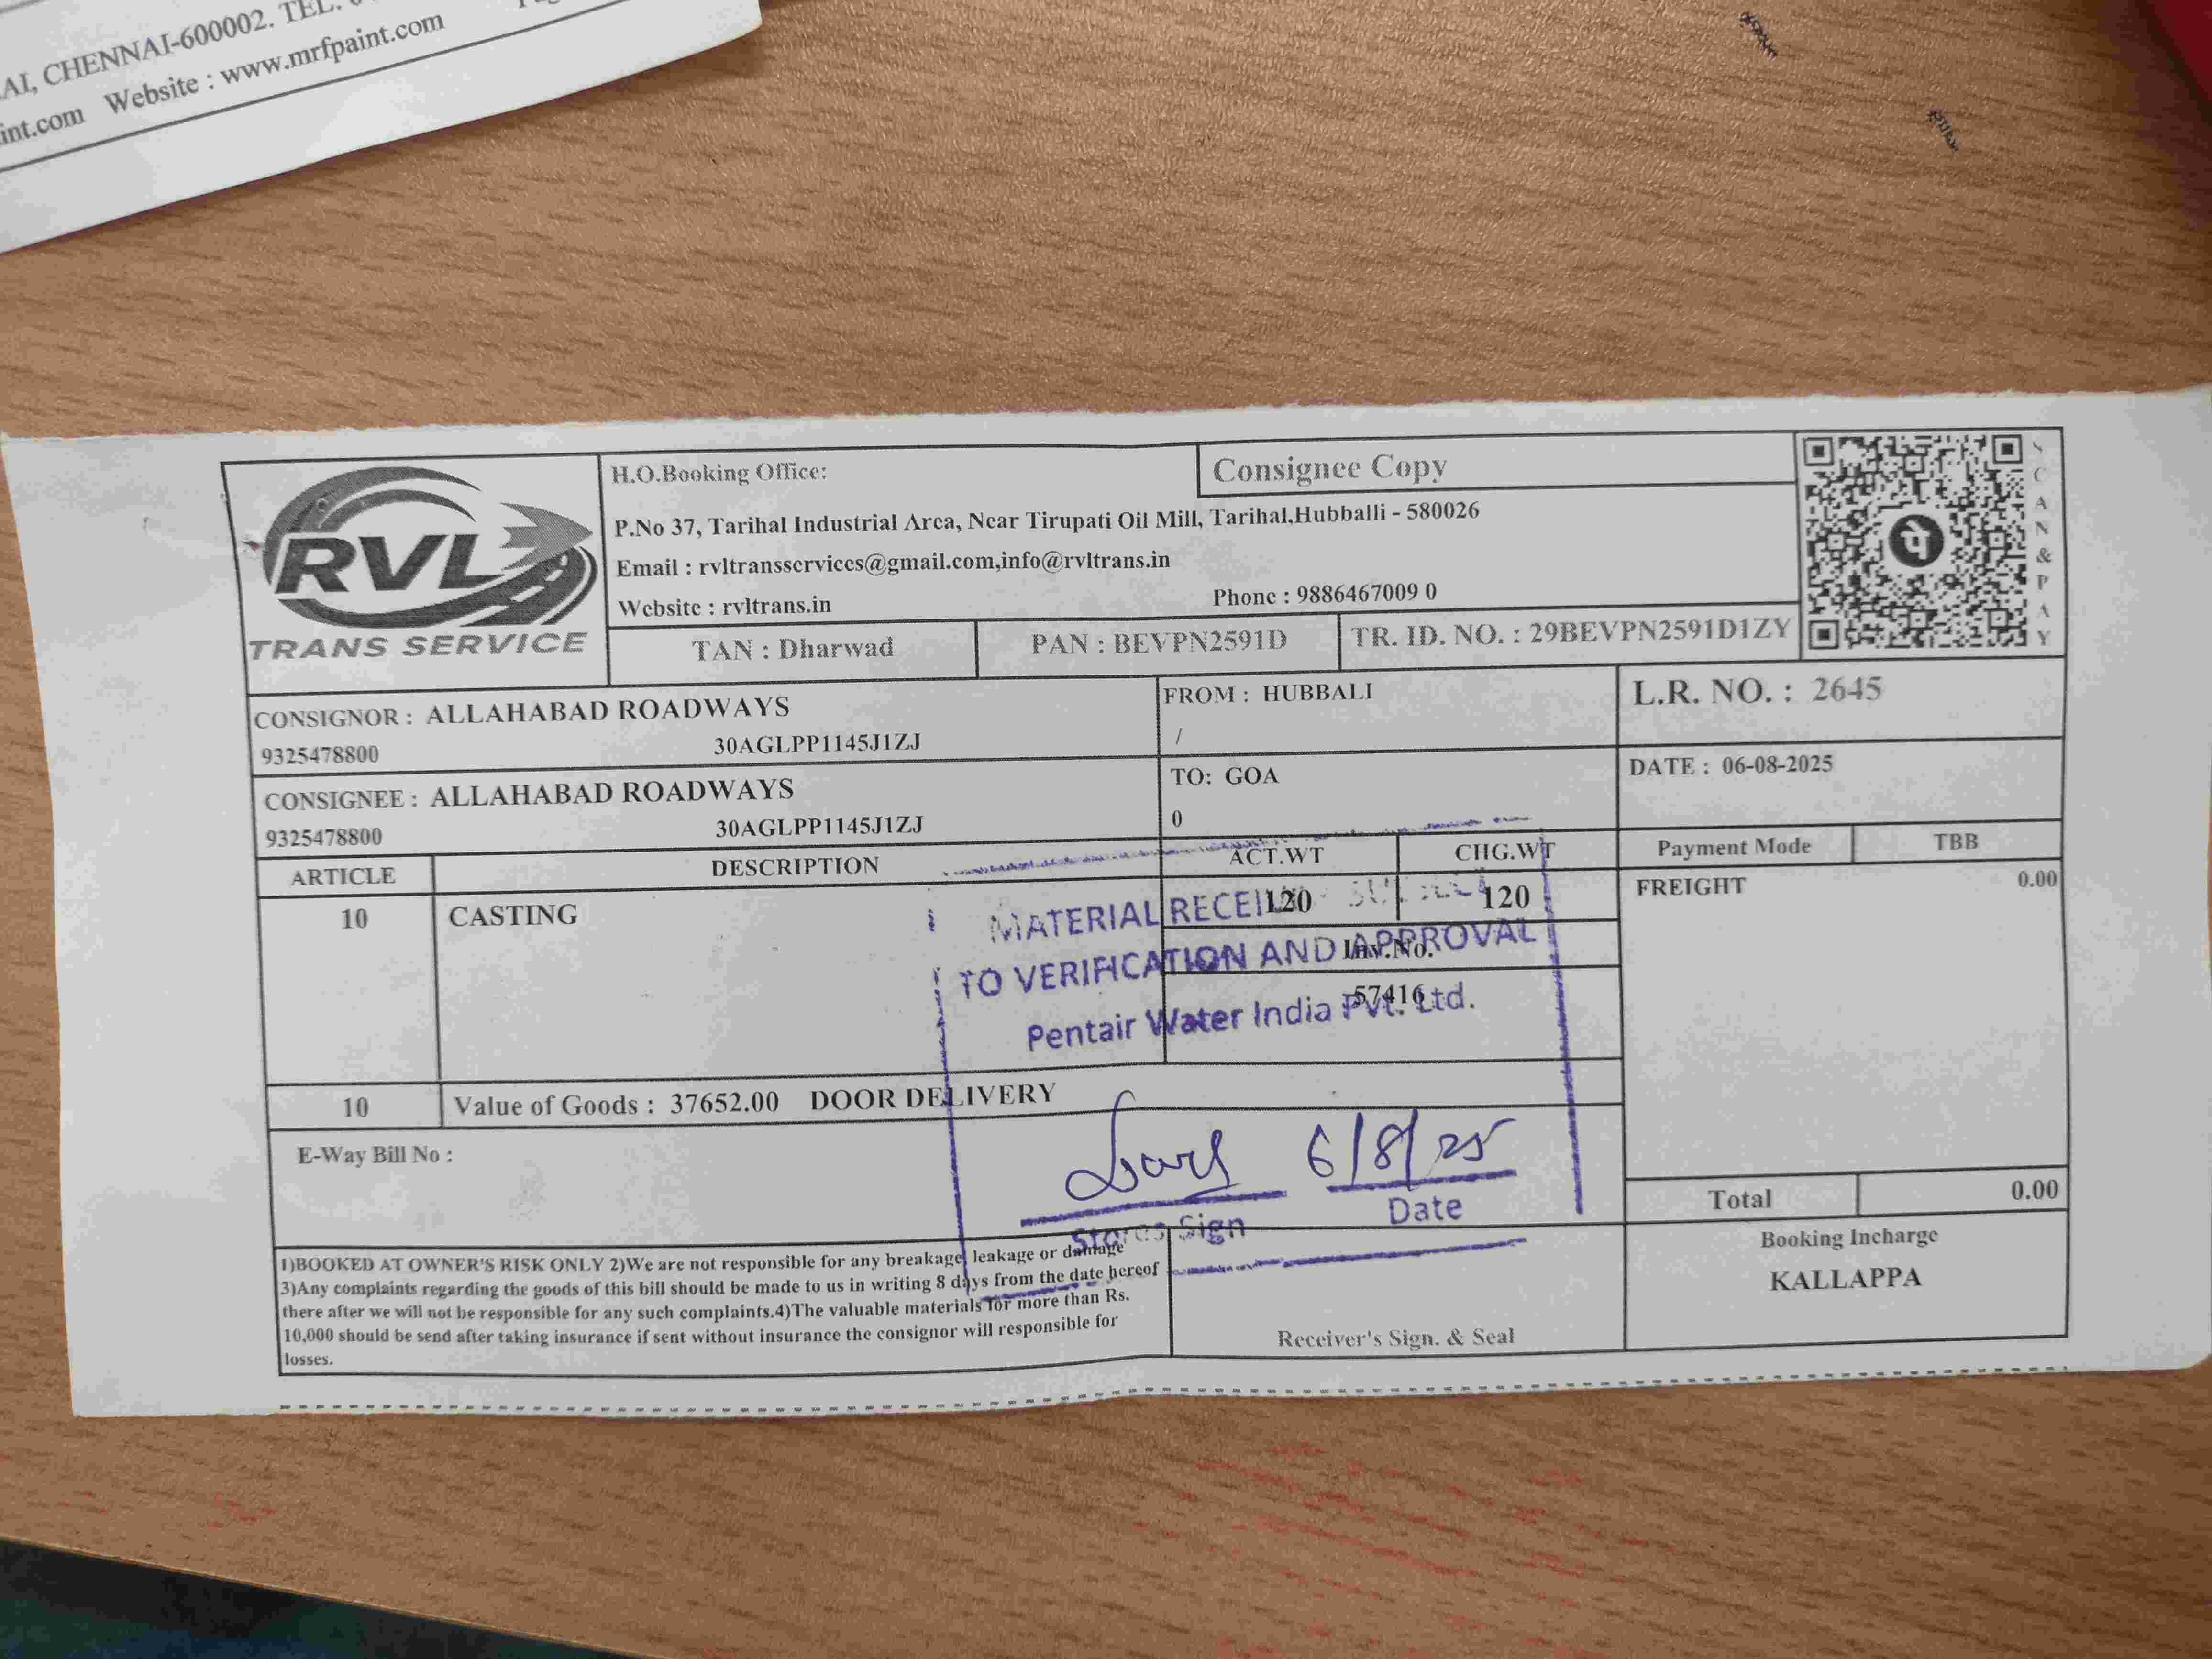 AI, CHENNAI-600002. TEL.
int.com Website : www.mrfpaint.com
RVL
TRANS SERVICE
H.O.Booking Office:
Consignee Copy
P.No 37, Tarihal Industrial Area, Near Tirupati Oil Mill, Tarihal,Hubballi - 580026
Email : rvltransservices@gmail.com,info@rvltrans.in
Website : rvltrans.in
Phone : 9886467009 0
TAN : Dharwad
PAN : BEVPN2591D
TR. ID. NO. : 29BEVPN2591D1ZY
पे
SCAN&PAY
CONSIGNOR : ALLAHABAD ROADWAYS
9325478800 30AGLPP1145J1ZJ
FROM : HUBBALI
/
L.R. NO. : 2645
CONSIGNEE : ALLAHABAD ROADWAYS
9325478800 30AGLPP1145J1ZJ
TO: GOA
0
DATE : 06-08-2025
ARTICLE DESCRIPTION ACT.WT CHG.WT
Payment Mode TBB
10 CASTING 120 120
FREIGHT 0.00
Inv.No.
57416
MATERIAL
TO VERIFICATION AND APPROVAL
Pentair Water India Pvt. Ltd.
10 Value of Goods : 37652.00 DOOR DELIVERY
E-Way Bill No :
6/8/25
Stores Sign Date
Total 0.00
1)BOOKED AT OWNER'S RISK ONLY 2)We are not responsible for any breakage, leakage or damage
3)Any complaints regarding the goods of this bill should be made to us in writing 8 days from the date hereof
there after we will not be responsible for any such complaints.4)The valuable materials for more than Rs.
10,000 should be send after taking insurance if sent without insurance the consignor will responsible for
losses.
Receiver's Sign. & Seal
Booking Incharge
KALLAPPA